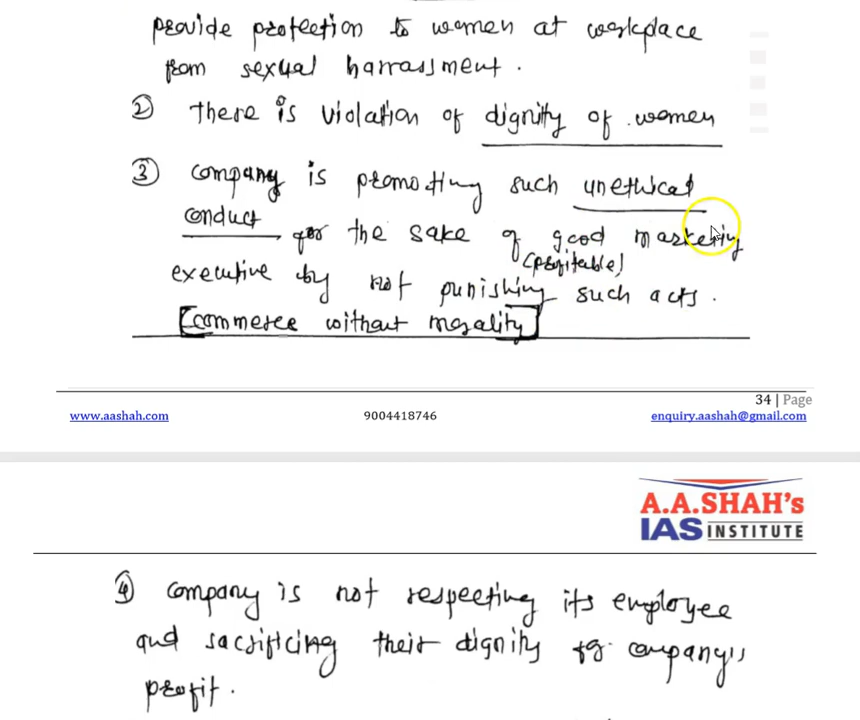 provide protection to women at workplace
from sexual harrassment .
② There is violation of dignity of women
③ company is promoting such unethical
conduct for the sake of good marketing
(profitable)
executive by not punishing such acts .
[commerce without morality]
34 | Page
www.aashah.com 9004418746 enquiry.aashah@gmail.com
A.A.SHAH's
IAS INSTITUTE
④ company is not respecting its employee
and sacrificing their dignity for company's
profit .